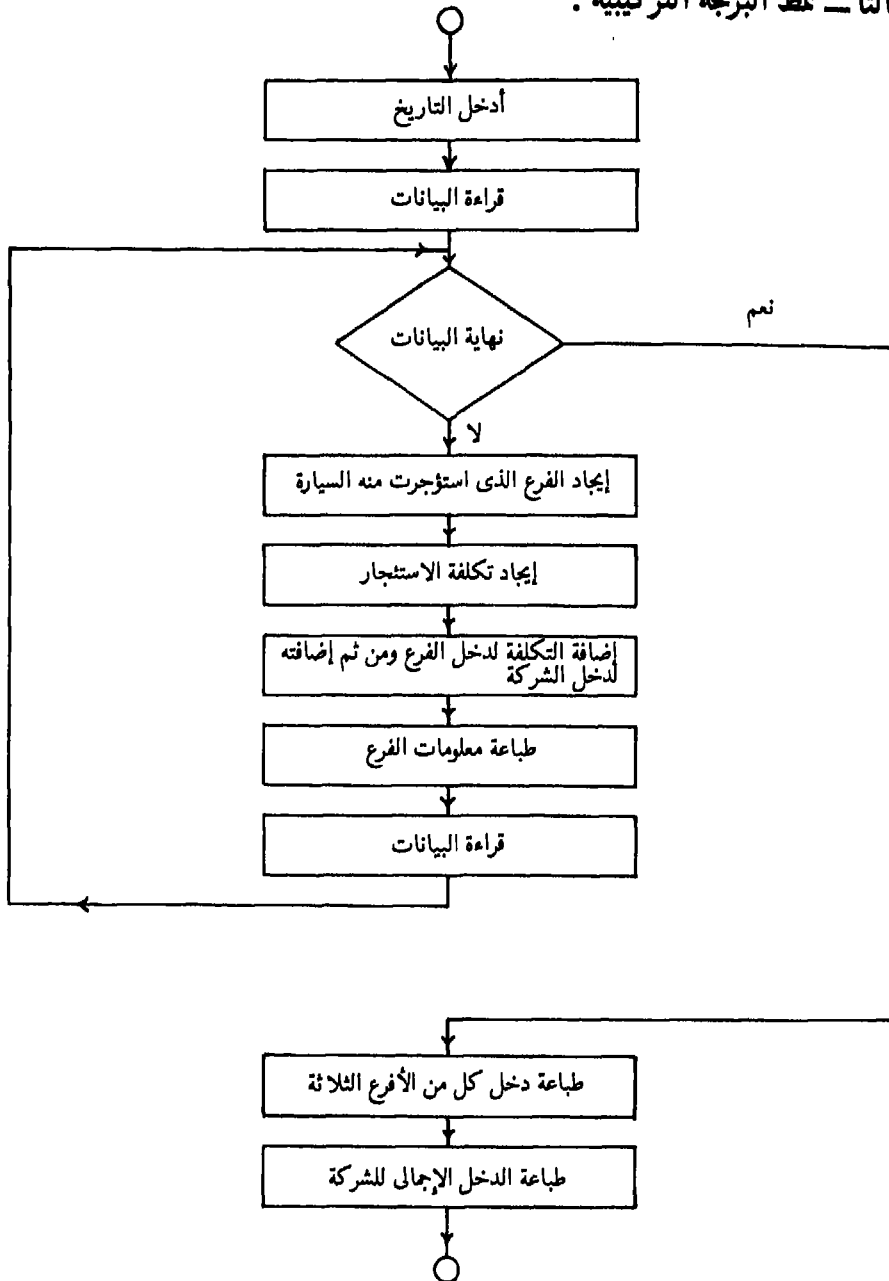 البرمجة التركيبية .
أدخل التاريخ
قراءة البيانات
نهاية البيانات
نعم
لا
إيجاد الفرع الذى استؤجرت منه السيارة
إيجاد تكلفة الاستئجار
إضافة التكلفة لدخل الفرع ومن ثم إضافته
لدخل الشركة
طباعة معلومات الفرع
قراءة البيانات
طباعة دخل كل من الأفرع الثلاثة
طباعة الدخل الإجمالى للشركة